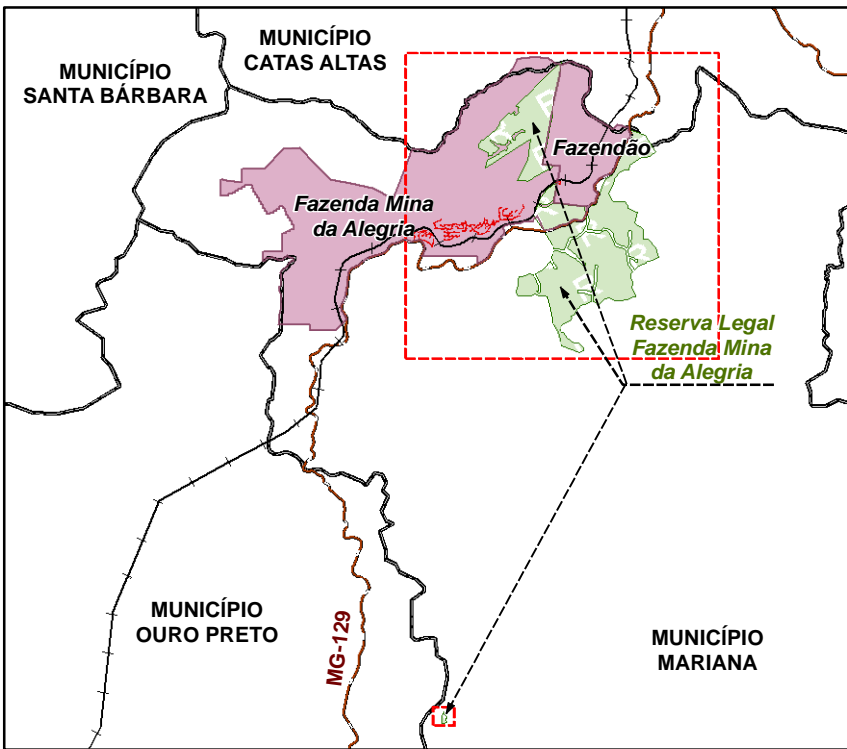 MUNICÍPIO
CATAS ALTAS
MUNICÍPIO
SANTA BÁRBARA
Fazendão
Fazenda Mina
da Alegria
Reserva Legal
Fazenda Mina
da Alegria
MUNICÍPIO
OURO PRETO
MG-129
MUNICÍPIO
MARIANA